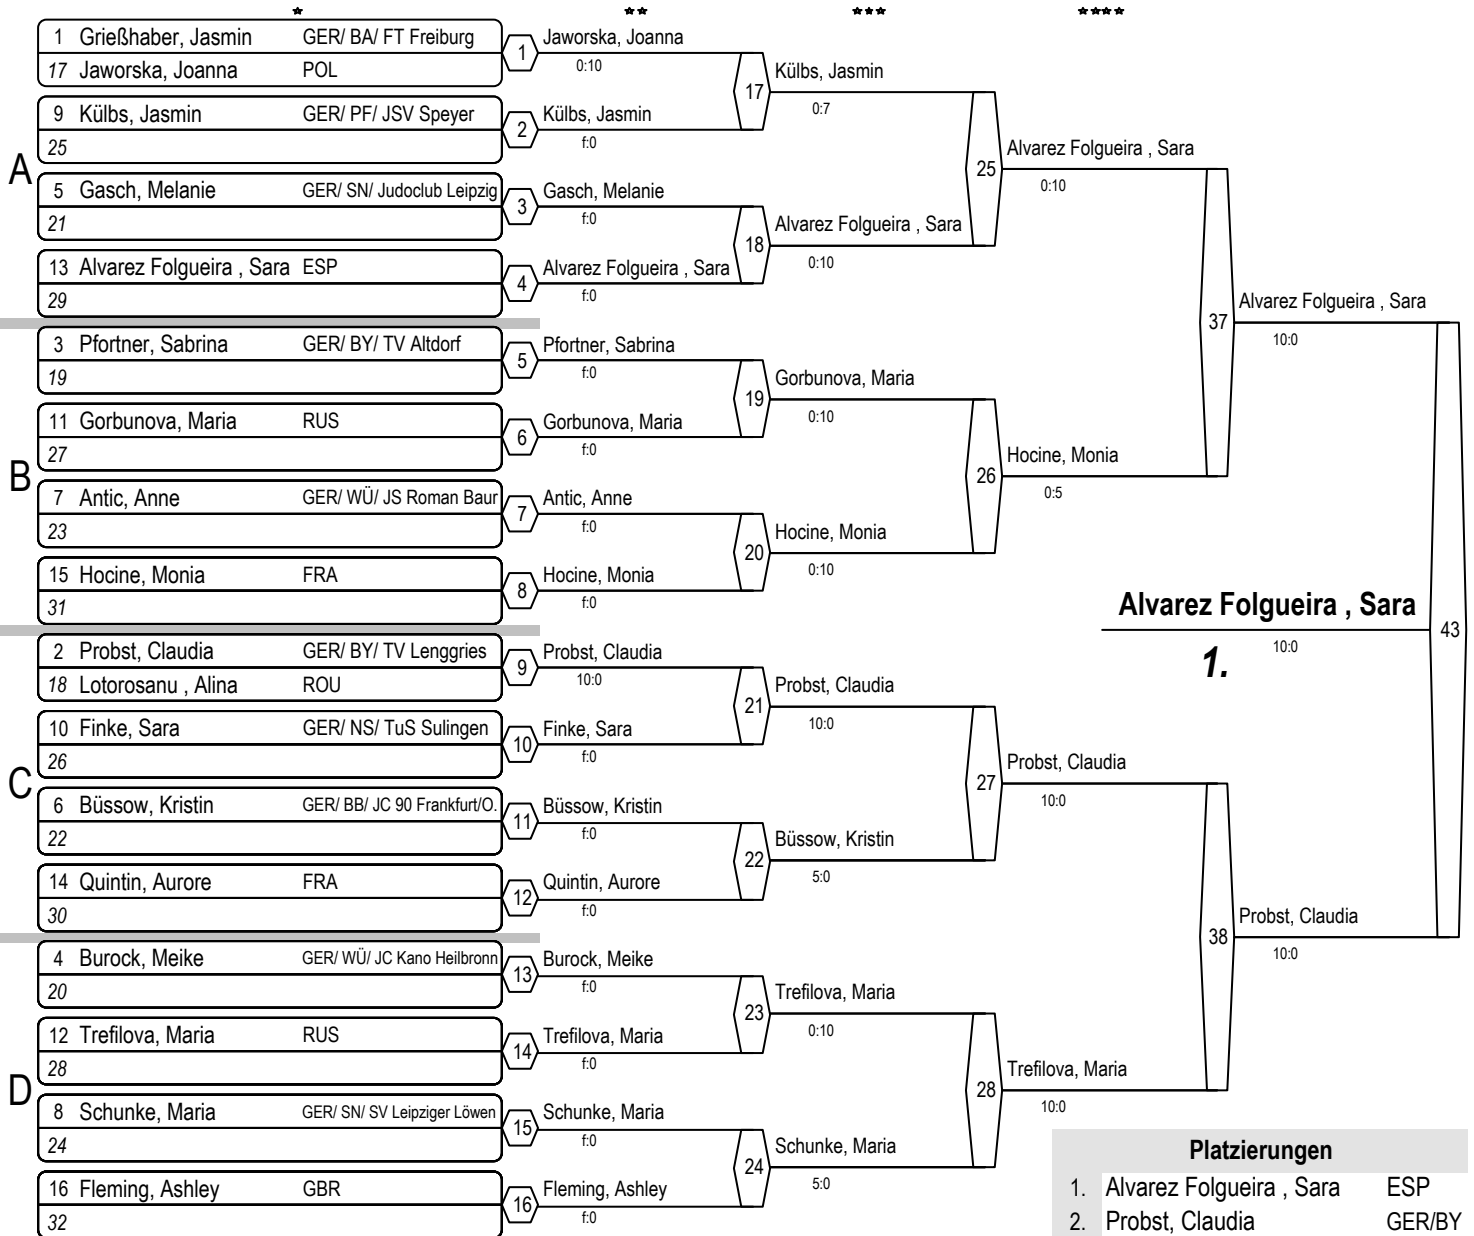 * ** *** ****
A
1 Grießhaber, Jasmin GER/ BA/ FT Freiburg
17 Jaworska, Joanna POL
9 Külbs, Jasmin GER/ PF/ JSV Speyer
25
5 Gasch, Melanie GER/ SN/ Judoclub Leipzig
21
13 Alvarez Folgueira , Sara ESP
29
B
3 Pfortner, Sabrina GER/ BY/ TV Altdorf
19
11 Gorbunova, Maria RUS
27
7 Antic, Anne GER/ WÜ/ JS Roman Baur
23
15 Hocine, Monia FRA
31
C
2 Probst, Claudia GER/ BY/ TV Lenggries
18 Lotorosanu , Alina ROU
10 Finke, Sara GER/ NS/ TuS Sulingen
26
6 Büssow, Kristin GER/ BB/ JC 90 Frankfurt/O.
22
14 Quintin, Aurore FRA
30
D
4 Burock, Meike GER/ WÜ/ JC Kano Heilbronn
20
12 Trefilova, Maria RUS
28
8 Schunke, Maria GER/ SN/ SV Leipziger Löwen
24
16 Fleming, Ashley GBR
32
1 Jaworska, Joanna
0:10
2 Külbs, Jasmin
f:0
3 Gasch, Melanie
f:0
4 Alvarez Folgueira , Sara
f:0
5 Pfortner, Sabrina
f:0
6 Gorbunova, Maria
f:0
7 Antic, Anne
f:0
8 Hocine, Monia
f:0
9 Probst, Claudia
10:0
10 Finke, Sara
f:0
11 Büssow, Kristin
f:0
12 Quintin, Aurore
f:0
13 Burock, Meike
f:0
14 Trefilova, Maria
f:0
15 Schunke, Maria
f:0
16 Fleming, Ashley
f:0
17 Külbs, Jasmin
0:7
18 Alvarez Folgueira , Sara
0:10
19 Gorbunova, Maria
0:10
20 Hocine, Monia
0:10
21 Probst, Claudia
10:0
22 Büssow, Kristin
5:0
23 Trefilova, Maria
0:10
24 Schunke, Maria
5:0
25 Alvarez Folgueira , Sara
0:10
26 Hocine, Monia
0:5
27 Probst, Claudia
10:0
28 Trefilova, Maria
10:0
37 Alvarez Folgueira , Sara
10:0
38 Probst, Claudia
10:0
Alvarez Folgueira , Sara 43
1. 10:0
Platzierungen
1. Alvarez Folgueira , Sara ESP
2. Probst, Claudia GER/BY